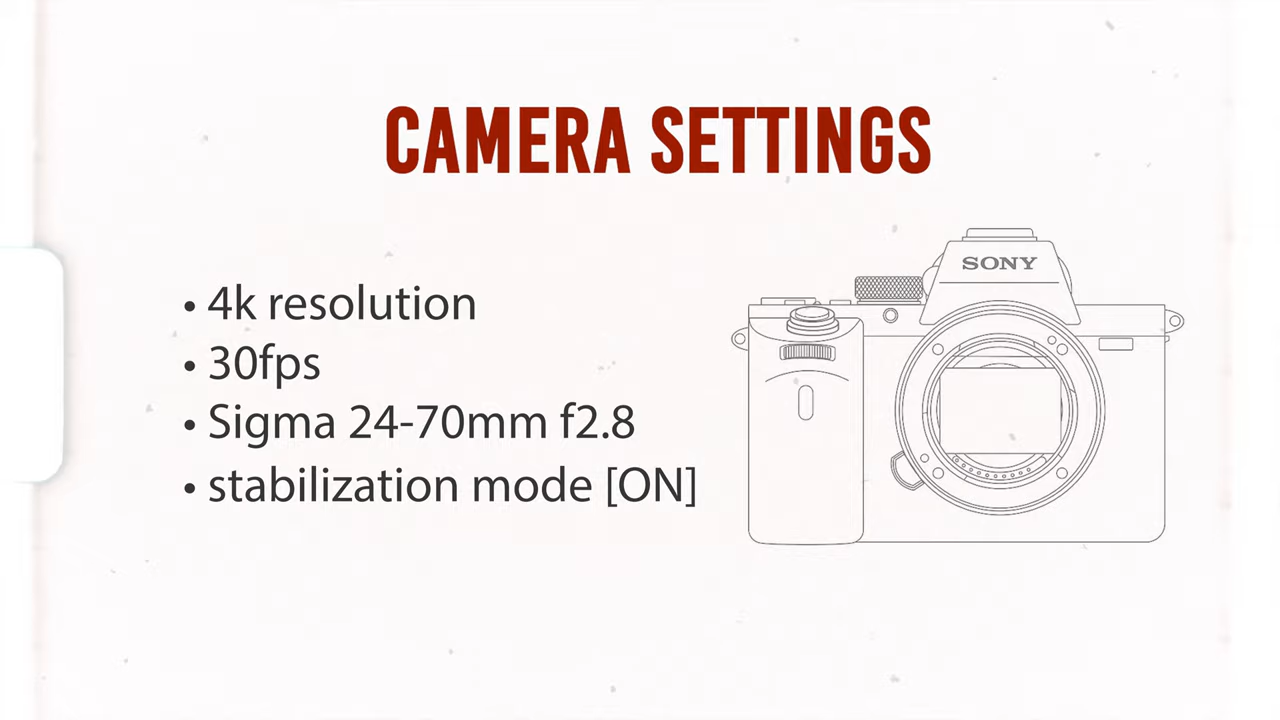 CAMERA SETTINGS
SONY
• 4k resolution
• 30fps
• Sigma 24-70mm f2.8
• stabilization mode [ON]